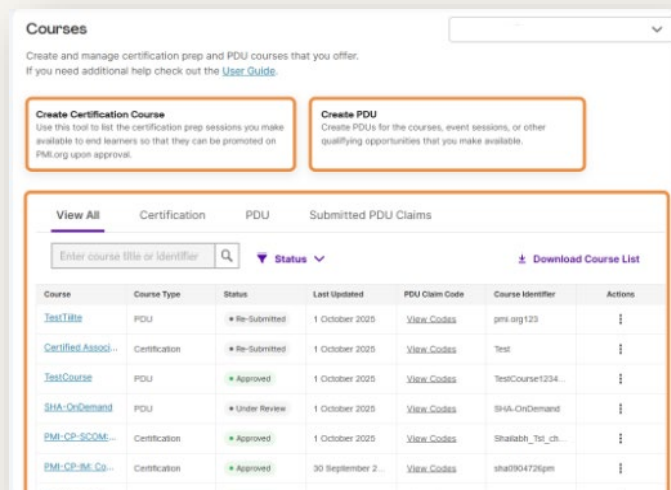 Courses
Create and manage certification prep and PDU courses that you offer.
If you need additional help check out the User Guide.
Create Certification Course
Use this tool to list the certification prep sessions you make
available to end learners so that they can be promoted on
PMI.org upon approval.
Create PDU
Create PDUs for the courses, event sessions, or other
qualifying opportunities that you make available.
View All Certification PDU Submitted PDU Claims
Enter course title or identifier Status Download Course List
Course Course Type Status Last Updated PDU Claim Code Course Identifier Actions
TestTilite PDU Re-Submitted 1 October 2025 View Codes pmi.org123
Certified Associ... Certification Re-Submitted 1 October 2025 View Codes Test
TestCourse PDU Approved 1 October 2025 View Codes TestCourse1234...
SHA-OnDemand PDU Under Review 1 October 2025 View Codes SHA-OnDemand
PMI-CP-SCOM:... Certification Approved 1 October 2025 View Codes Shailabh_Tst_ch...
PMI-CP-IM: Co... Certification Approved 30 September 2... View Codes sha0904726pm